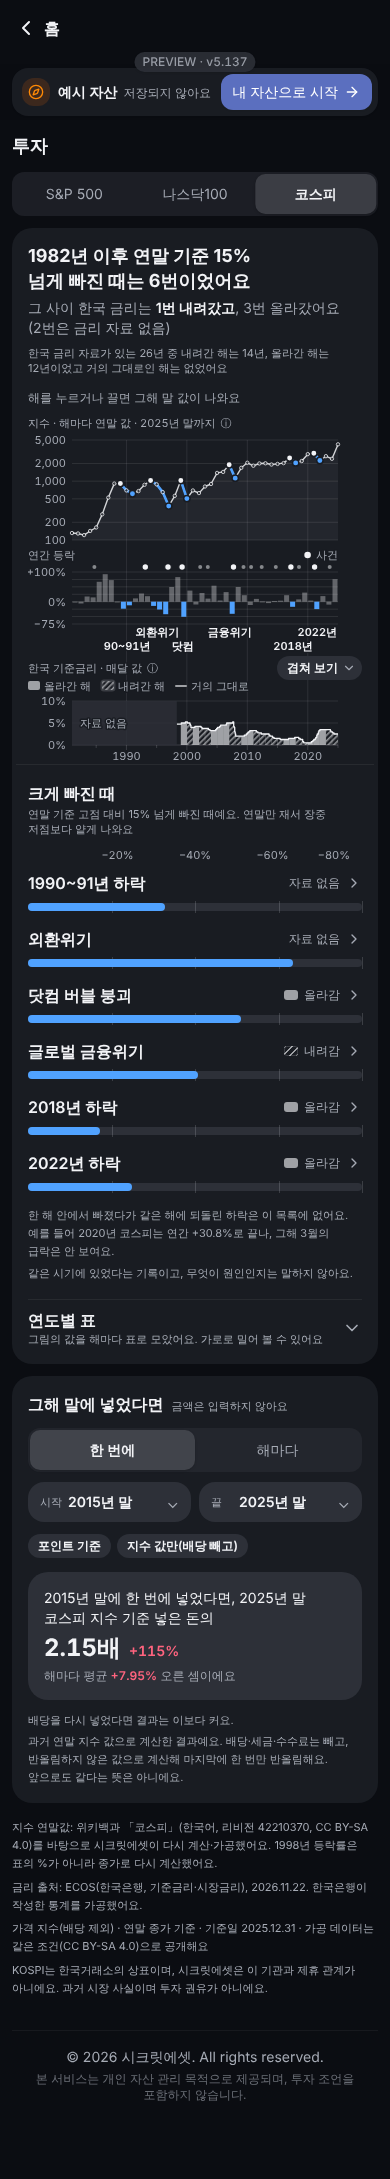 홈
PREVIEW · v5.137
예시 자산 저장되지 않아요 내 자산으로 시작
투자
S&P 500 나스닥100 코스피
1982년 이후 연말 기준 15%
넘게 빠진 때는 6번이었어요
그 사이 한국 금리는 1번 내려갔고, 3번 올라갔어요
(2번은 금리 자료 없음)
한국 금리 자료가 있는 26년 중 내려간 해는 14년, 올라간 해는
12년이었고 거의 그대로인 해는 없었어요
해를 누르거나 끌면 그해 말 값이 나와요
지수 · 해마다 연말 값 · 2025년 말까지 ⓘ
5,000
2,000
1,000
500
200
100
연간 등락 사건
+100%
0%
−75%
외환위기 금융위기 2022년
90~91년 닷컴 2018년
한국 기준금리 · 매달 값 ⓘ 겹쳐 보기
올라간 해 내려간 해 거의 그대로
10%
5%
0%
자료 없음
1990 2000 2010 2020
크게 빠진 때
연말 기준 고점 대비 15% 넘게 빠진 때예요. 연말만 재서 장중
저점보다 얕게 나와요
−20% −40% −60% −80%
1990~91년 하락 자료 없음
외환위기 자료 없음
닷컴 버블 붕괴 올라감
글로벌 금융위기 내려감
2018년 하락 올라감
2022년 하락 올라감
한 해 안에서 빠졌다가 같은 해에 되돌린 하락은 이 목록에 없어요.
예를 들어 2020년 코스피는 연간 +30.8%로 끝나, 그해 3월의
급락은 안 보여요.
같은 시기에 있었다는 기록이고, 무엇이 원인인지는 말하지 않아요.
연도별 표
그림의 값을 해마다 표로 모았어요. 가로로 밀어 볼 수 있어요
그해 말에 넣었다면 금액은 입력하지 않아요
한 번에 해마다
시작 2015년 말 끝 2025년 말
포인트 기준 지수 값만(배당 빼고)
2015년 말에 한 번에 넣었다면, 2025년 말
코스피 지수 기준 넣은 돈의
2.15배 +115%
해마다 평균 +7.95% 오른 셈이에요
배당을 다시 넣었다면 결과는 이보다 커요.
과거 연말 지수 값으로 계산한 결과예요. 배당·세금·수수료는 빼고,
반올림하지 않은 값으로 계산해 마지막에 한 번만 반올림해요.
앞으로도 같다는 뜻은 아니에요.
지수 연말값: 위키백과 「코스피」(한국어, 리비전 42210370, CC BY-SA
4.0)를 바탕으로 시크릿에셋이 다시 계산·가공했어요. 1998년 등락률은
표의 %가 아니라 종가로 다시 계산했어요.
금리 출처: ECOS(한국은행, 기준금리·시장금리), 2026.11.22. 한국은행이
작성한 통계를 가공했어요.
가격 지수(배당 제외) · 연말 종가 기준 · 기준일 2025.12.31 · 가공 데이터는
같은 조건(CC BY-SA 4.0)으로 공개해요
KOSPI는 한국거래소의 상표이며, 시크릿에셋은 이 기관과 제휴 관계가
아니에요. 과거 시장 사실이며 투자 권유가 아니에요.
© 2026 시크릿에셋. All rights reserved.
본 서비스는 개인 자산 관리 목적으로 제공되며, 투자 조언을
포함하지 않습니다.